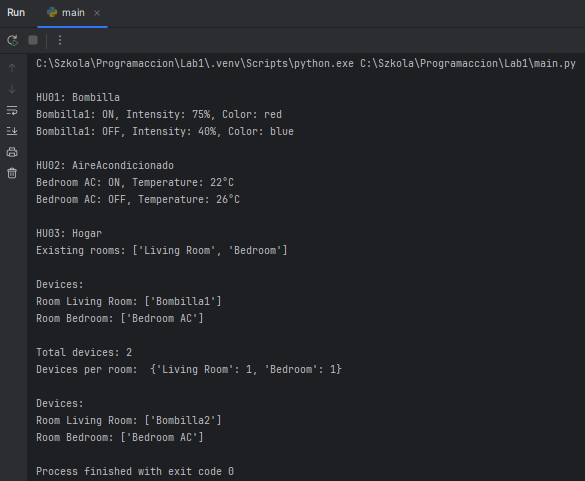 Run main
C:\Szkola\Programaccion\Lab1\.venv\Scripts\python.exe C:\Szkola\Programaccion\Lab1\main.py
HU01: Bombilla
Bombilla1: ON, Intensity: 75%, Color: red
Bombilla1: OFF, Intensity: 40%, Color: blue
HU02: AireAcondicionado
Bedroom AC: ON, Temperature: 22°C
Bedroom AC: OFF, Temperature: 26°C
HU03: Hogar
Existing rooms: ['Living Room', 'Bedroom']
Devices:
Room Living Room: ['Bombilla1']
Room Bedroom: ['Bedroom AC']
Total devices: 2
Devices per room:  {'Living Room': 1, 'Bedroom': 1}
Devices:
Room Living Room: ['Bombilla2']
Room Bedroom: ['Bedroom AC']
Process finished with exit code 0